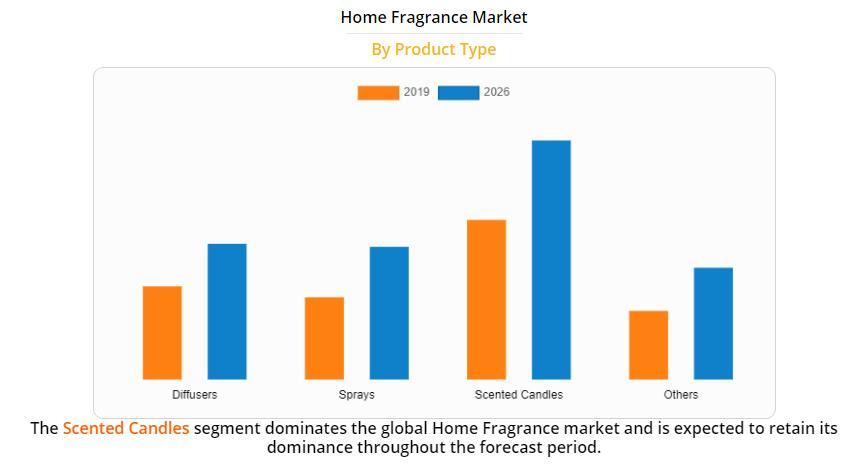 Home Fragrance Market
By Product Type
2019 2026
Diffusers Sprays Scented Candles Others
The Scented Candles segment dominates the global Home Fragrance market and is expected to retain its
dominance throughout the forecast period.